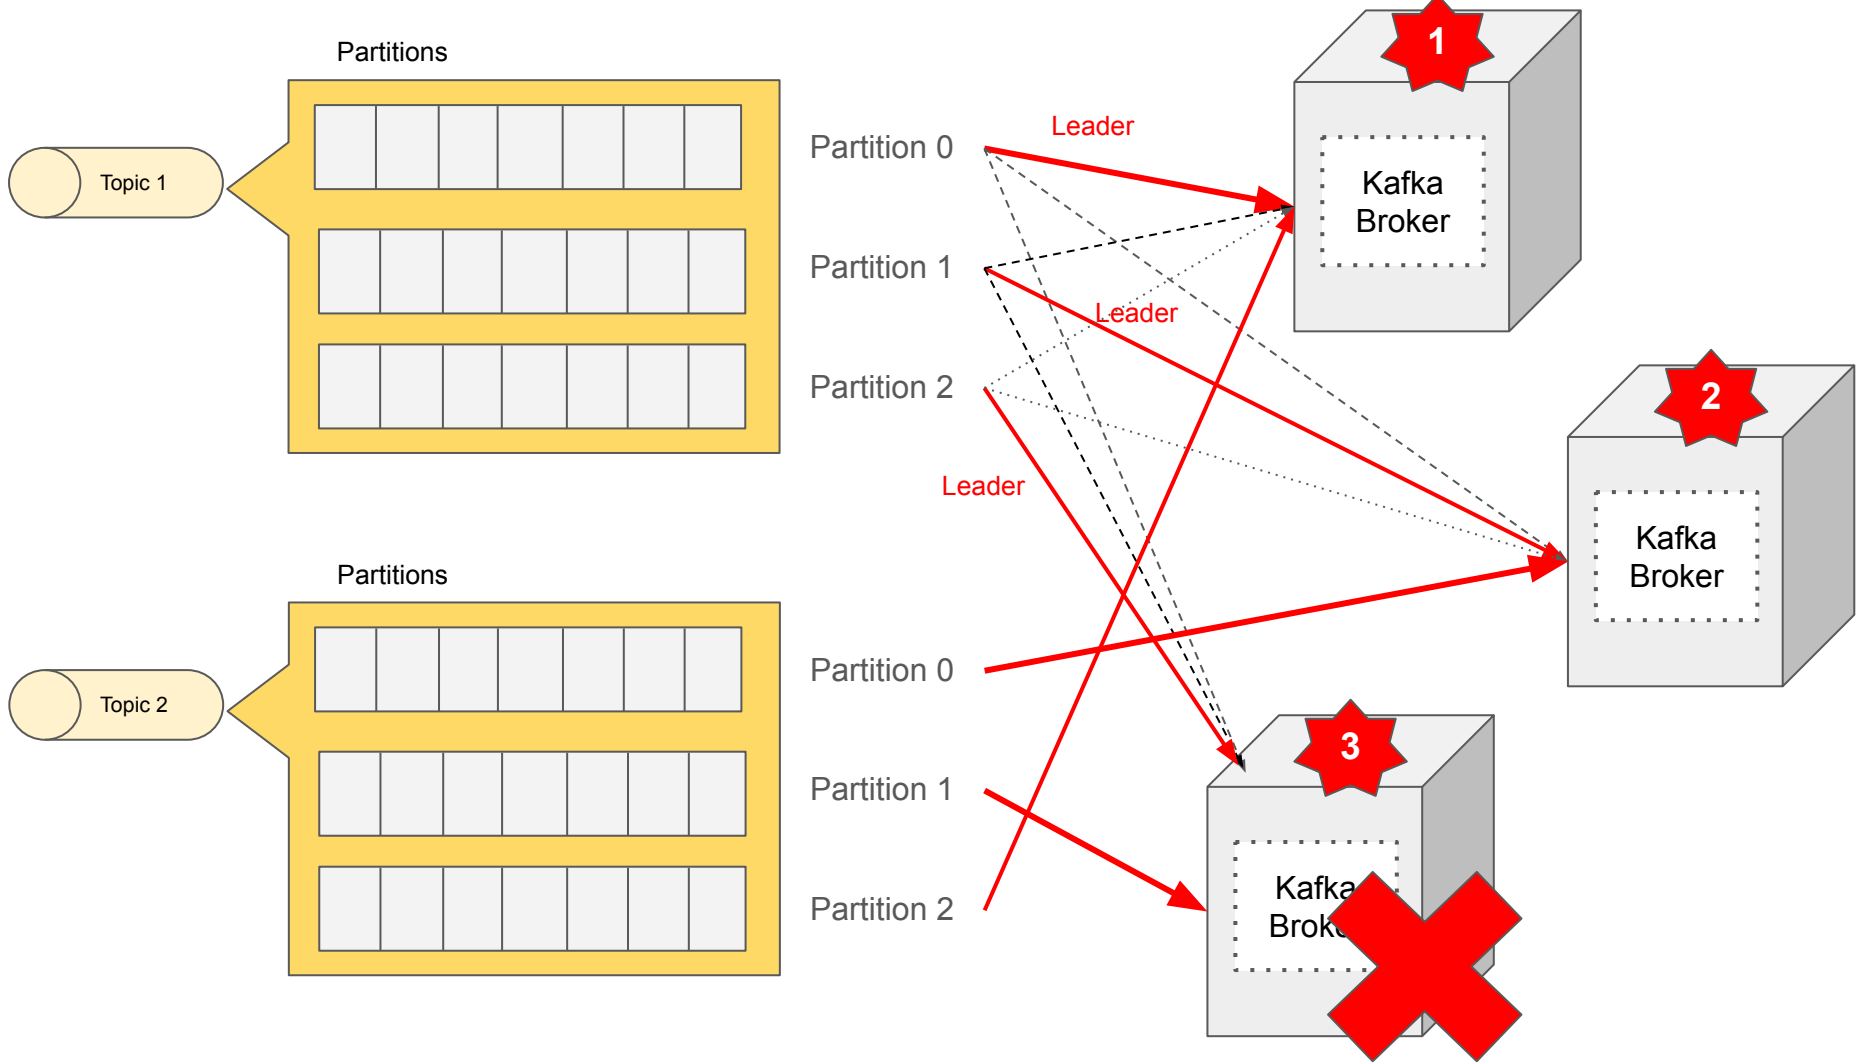 Partitions
Topic 1
Partition 0
Partition 1
Partition 2
Leader
Leader
Leader
1
Kafka
Broker
2
Kafka
Broker
Partitions
Topic 2
Partition 0
Partition 1
Partition 2
3
Kafka